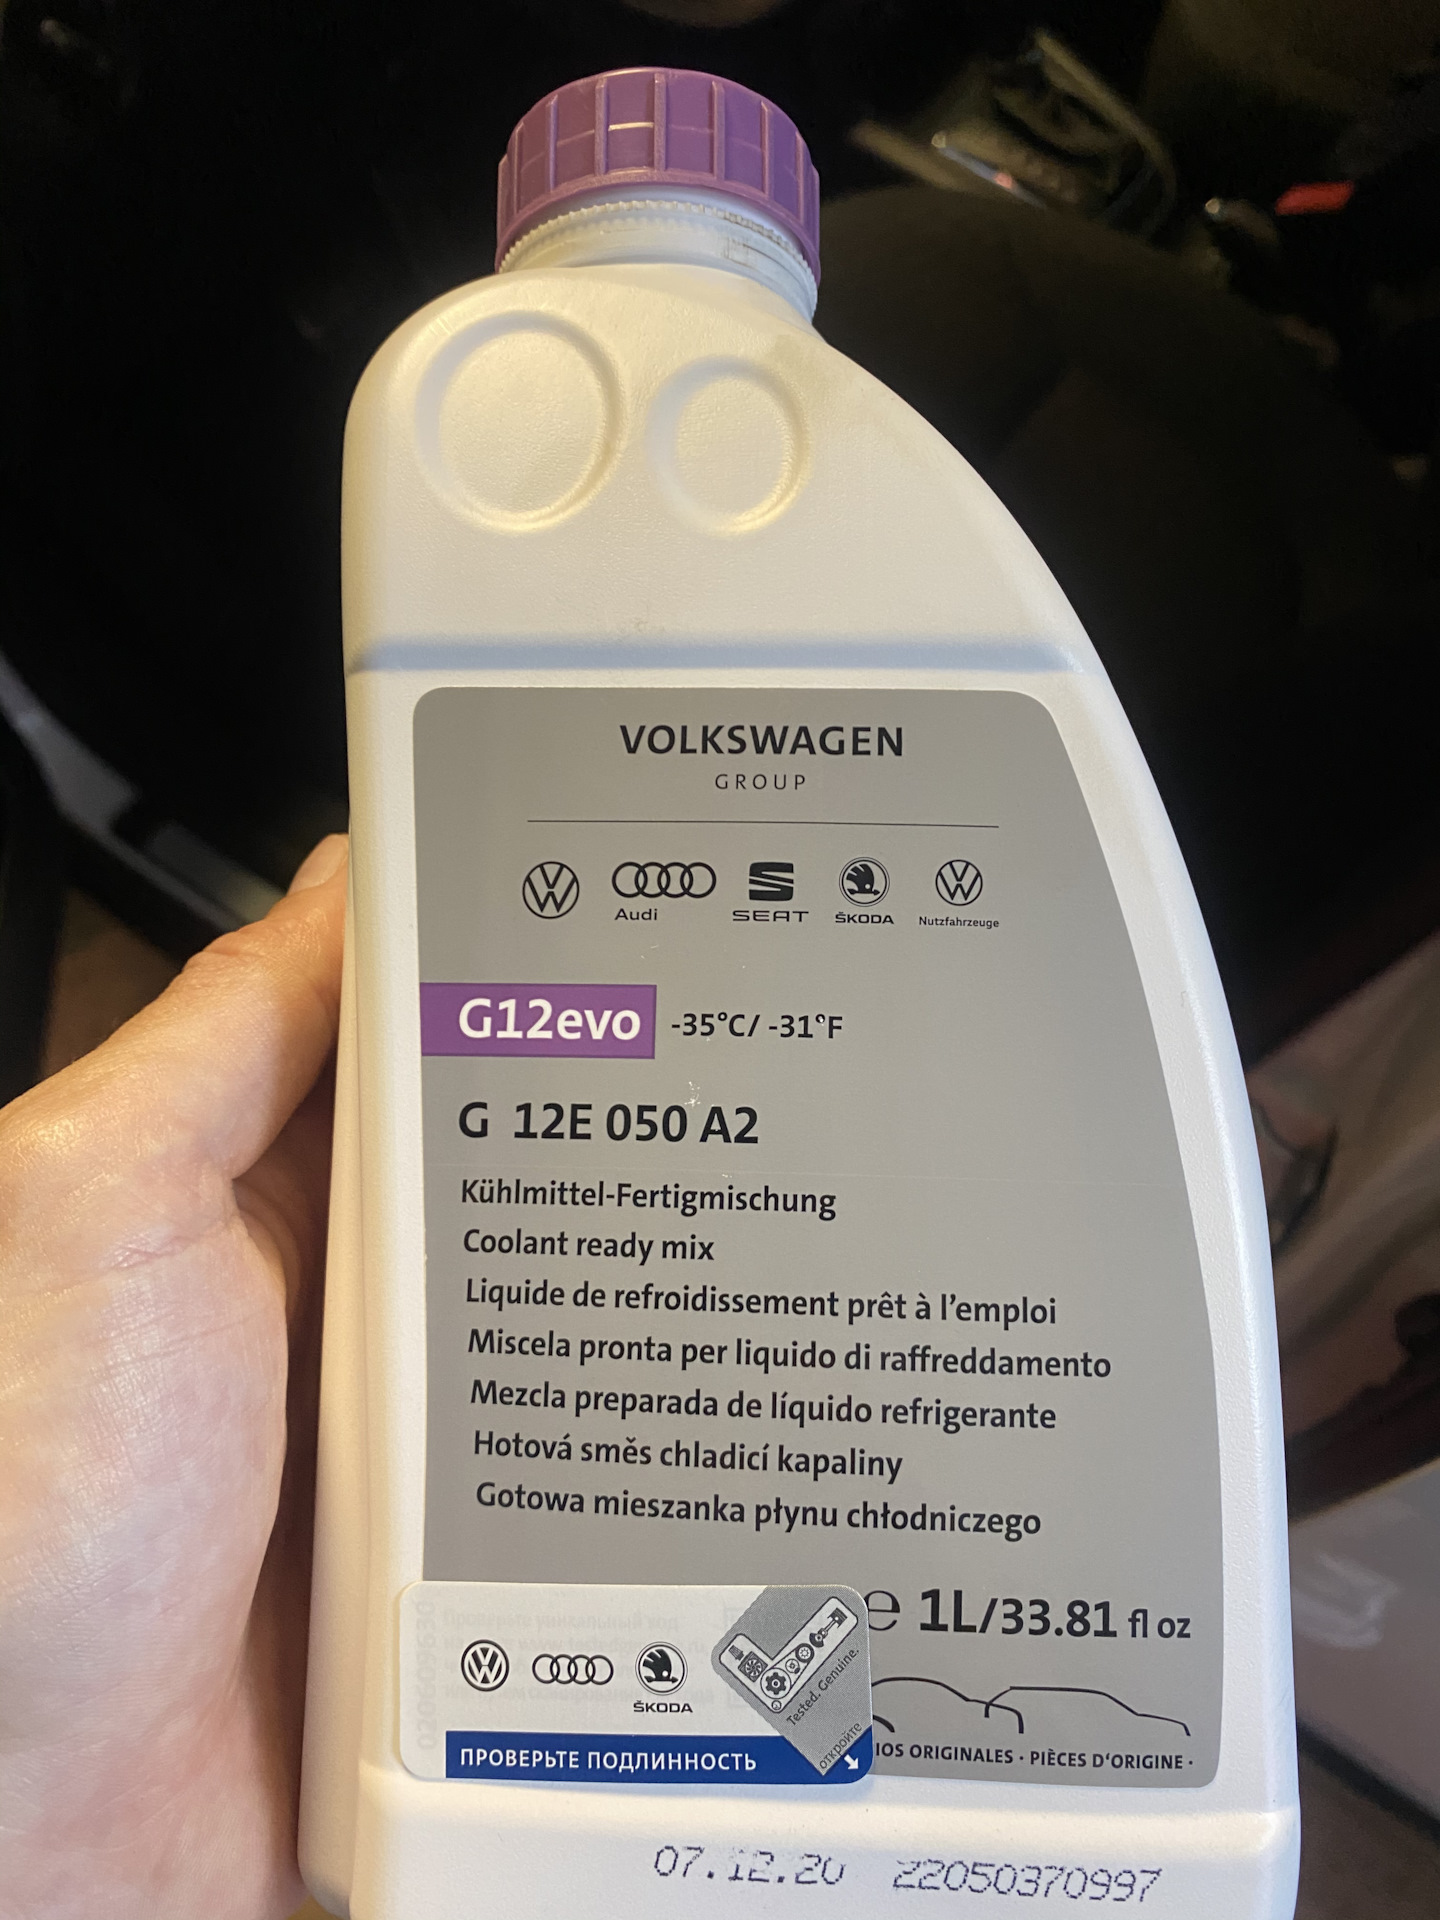 VOLKSWAGEN
GROUP
Audi SEAT ŠKODA Nutzfahrzeuge
G12evo -35°C/ -31°F
G 12E 050 A2
Kühlmittel-Fertigmischung
Coolant ready mix
Liquide de refroidissement prêt à l'emploi
Miscela pronta per liquido di raffreddamento
Mezcla preparada de líquido refrigerante
Hotová směs chladicí kapaliny
Gotowa mieszanka płynu chłodniczego
e 1L/33.81 fl oz
ŠKODA
Tested. Genuine.
откройте
ПРОВЕРЬТЕ ПОДЛИННОСТЬ
IOS ORIGINALES · PIÈCES D'ORIGINE ·
07.12.20 22050370997